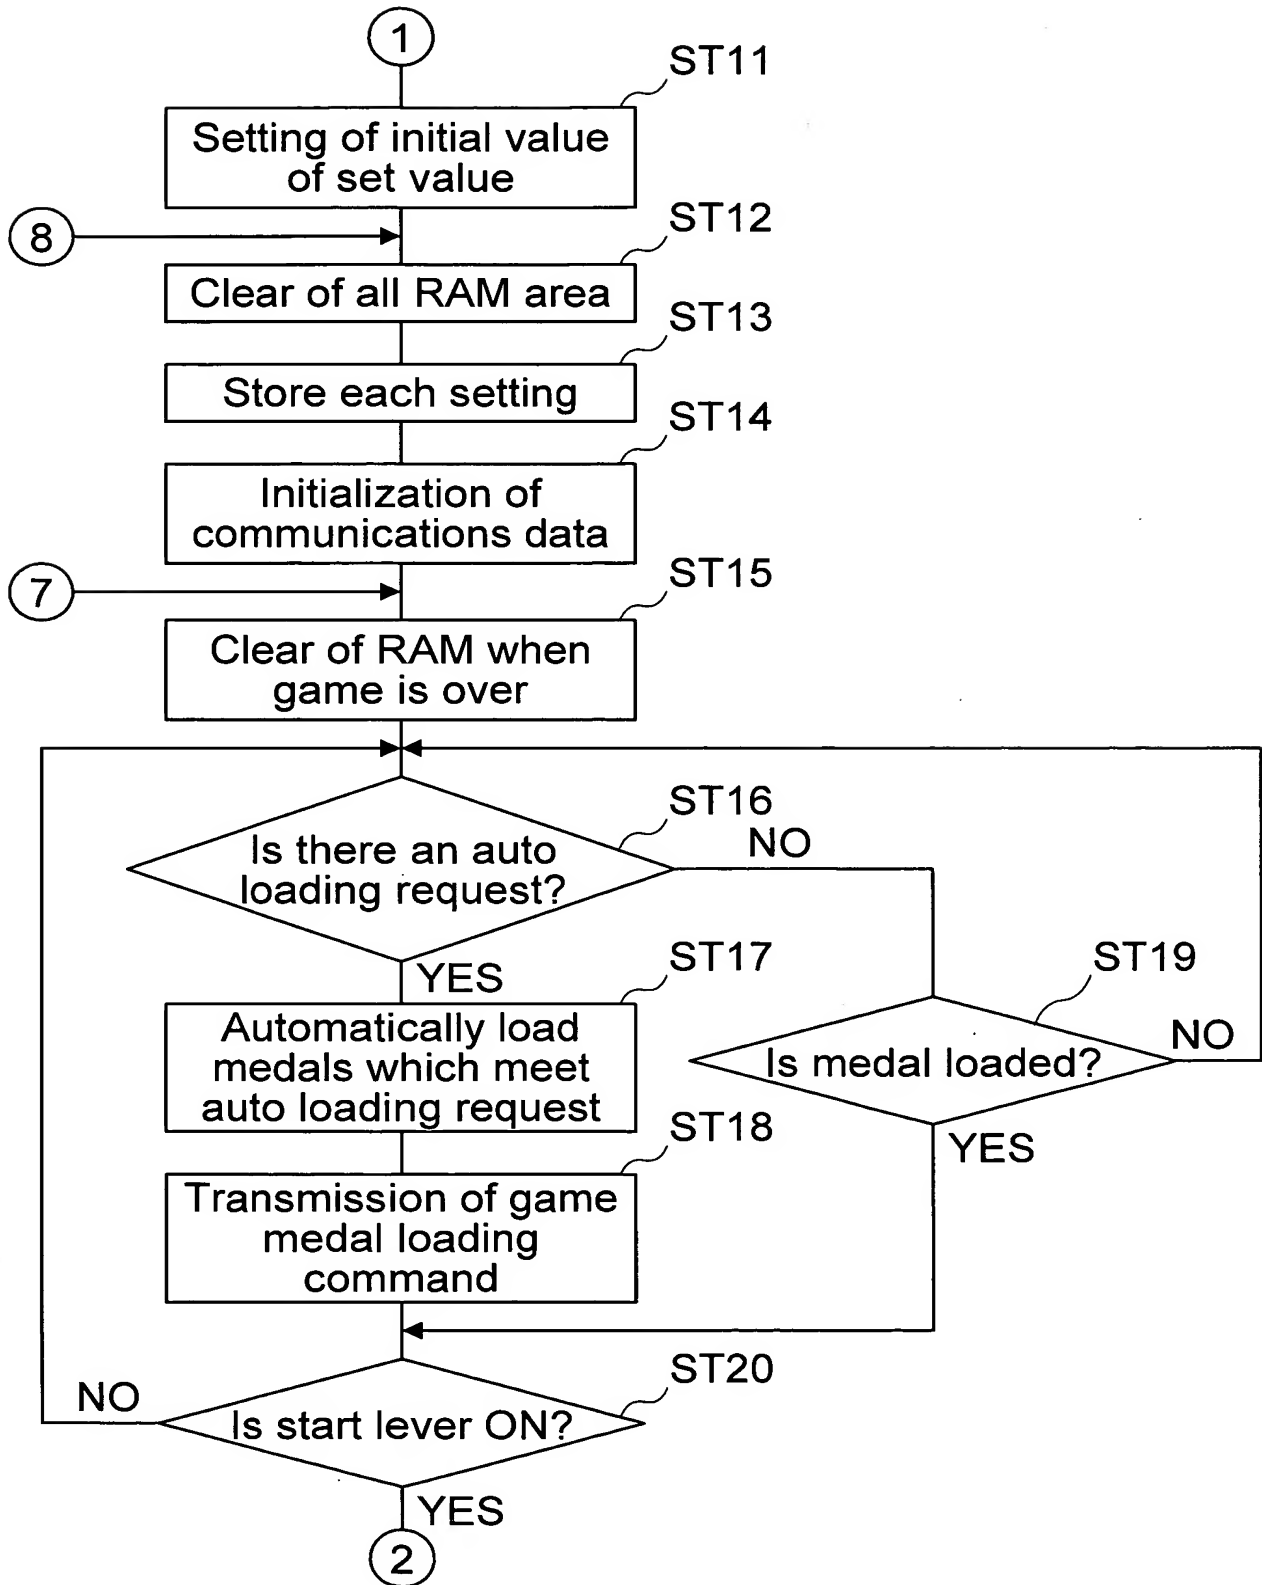 1
ST11
Setting of initial value
of set value
8
ST12
Clear of all RAM area
ST13
Store each setting
ST14
Initialization of
communications data
7
ST15
Clear of RAM when
game is over
ST16
Is there an auto
loading request?
NO
YES
ST17
Automatically load
medals which meet
auto loading request
ST19
Is medal loaded?
NO
YES
ST18
Transmission of game
medal loading
command
ST20
Is start lever ON?
NO
YES
2